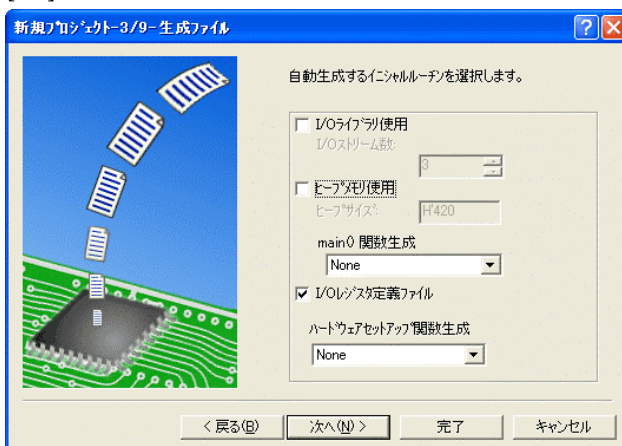 新規ﾌﾟﾛｼﾞｪｸﾄ-3/9-生成ﾌｧｲﾙ
自動生成するｲﾆｼｬﾙﾙｰﾁﾝを選択します。
I/Oﾗｲﾌﾞﾗﾘ使用
I/Oｽﾄﾘｰﾑ数:
3
ﾋｰﾌﾟﾒﾓﾘ使用
ﾋｰﾌﾟｻｲｽﾞ:
H'420
main() 関数生成
None
I/Oﾚｼﾞｽﾀ定義ﾌｧｲﾙ
ﾊｰﾄﾞｳｪｱｾｯﾄｱｯﾌﾟ関数生成
None
< 戻る(B)
次へ(N) >
完了
キャンセル